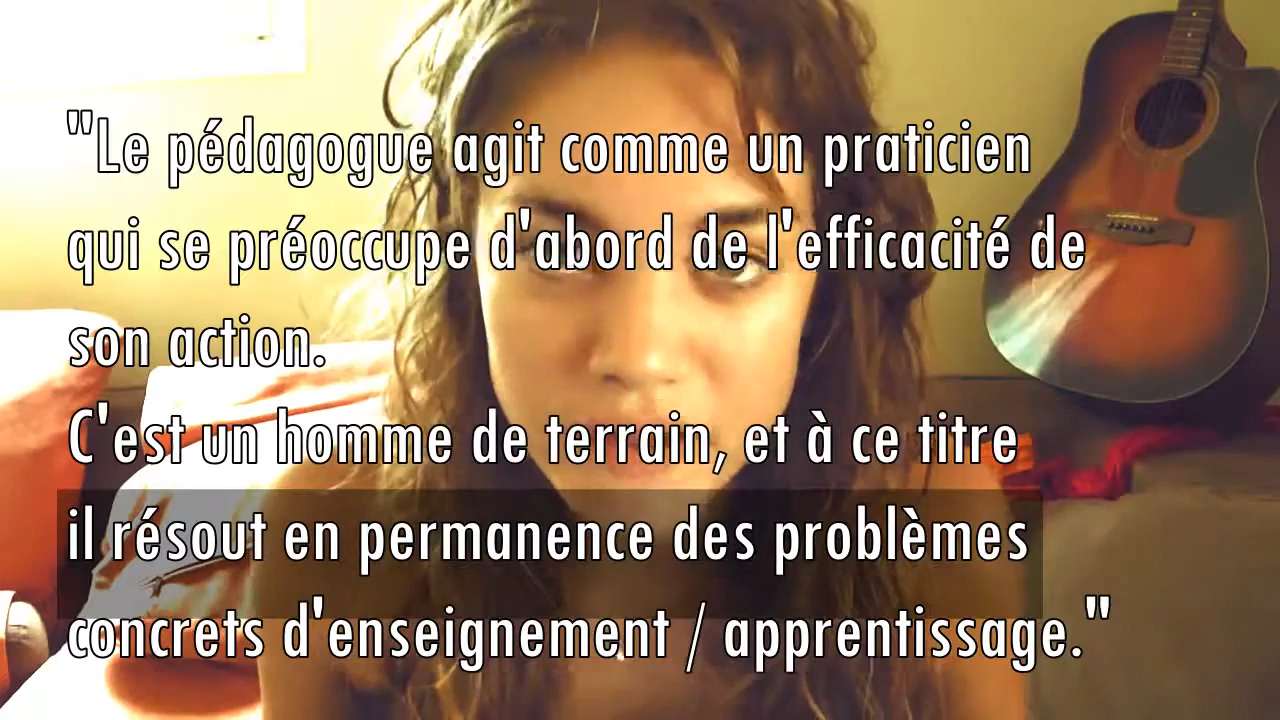 "Le pédagogue agit comme un praticien
qui se préoccupe d'abord de l'efficacité de
son action.
C'est un homme de terrain, et à ce titre
il résout en permanence des problèmes
concrets d'enseignement / apprentissage."